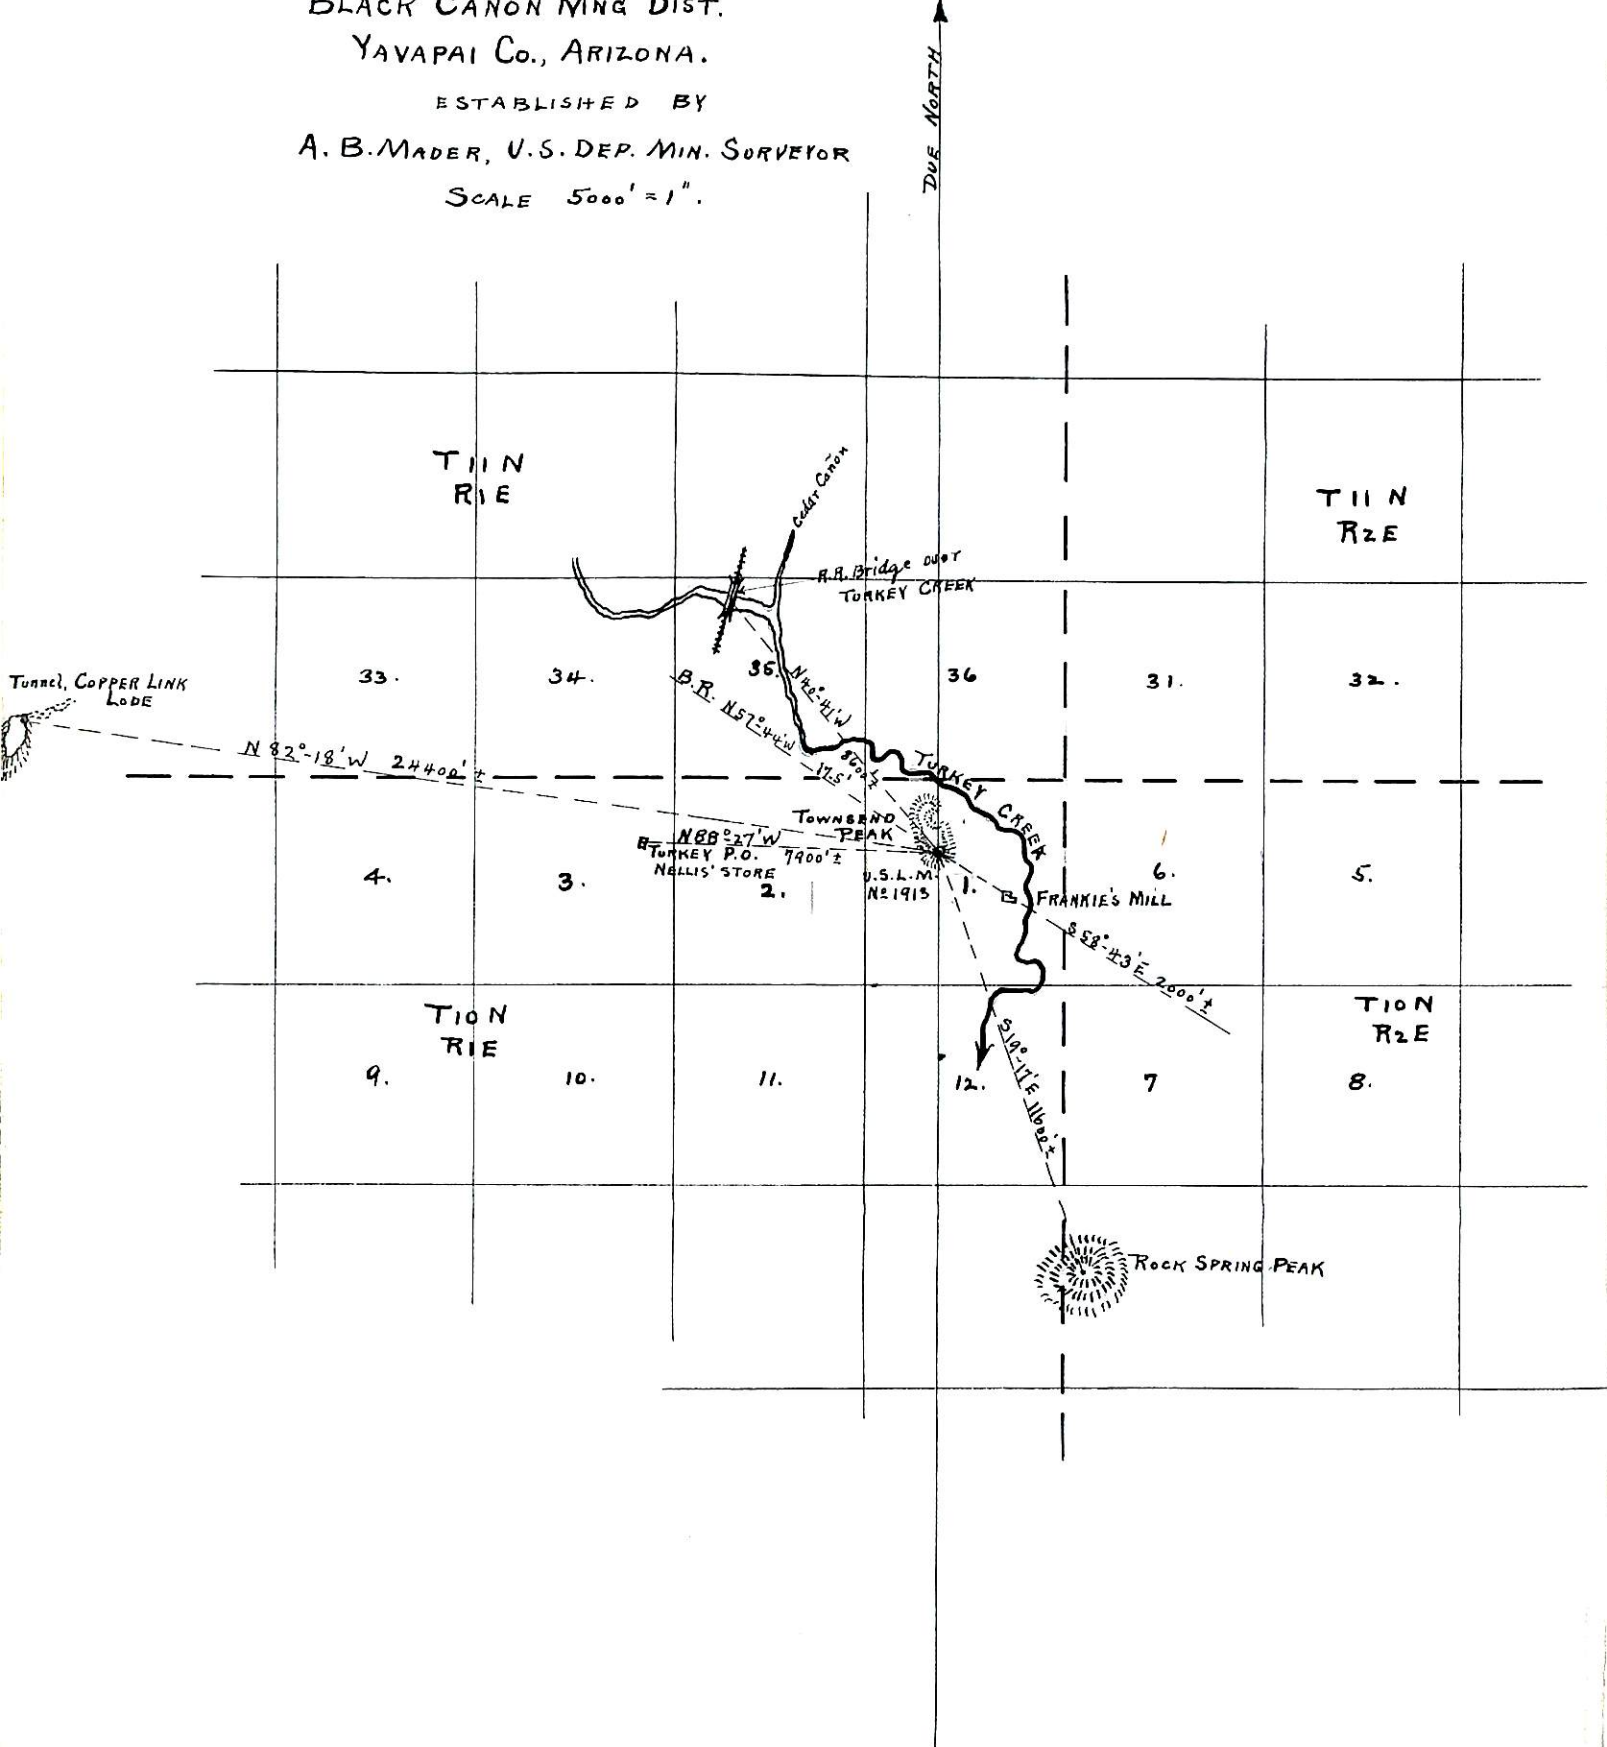 BLACK CAÑON MNG DIST.
YAVAPAI CO., ARIZONA.
ESTABLISHED BY
A. B. MADER, U.S. DEP. MIN. SURVEYOR
SCALE 5000' = 1".
DUE NORTH
T11N
R1E
T11N
R2E
Cedar Cañon
R.R. Bridge over
TURKEY CREEK
33.
34.
35.
36
31.
32.
Tunnel, COPPER LINK
LODE
B.R. N57°-44'W
17.5'
N40°-41'W
8600'±
N 82°-18'W 24400'±
TURKEY CREEK
TOWNSEND
PEAK
N88°-27'W
7900'±
TURKEY P.O.
NELLIS' STORE
U.S.L.M.
No 1913
4.
3.
2.
1.
6.
5.
FRANKIE'S MILL
S58°-43'E 2000'±
T10N
R1E
T10N
R2E
S19°-17'E 11600'±
9.
10.
11.
12.
7
8.
ROCK SPRING PEAK